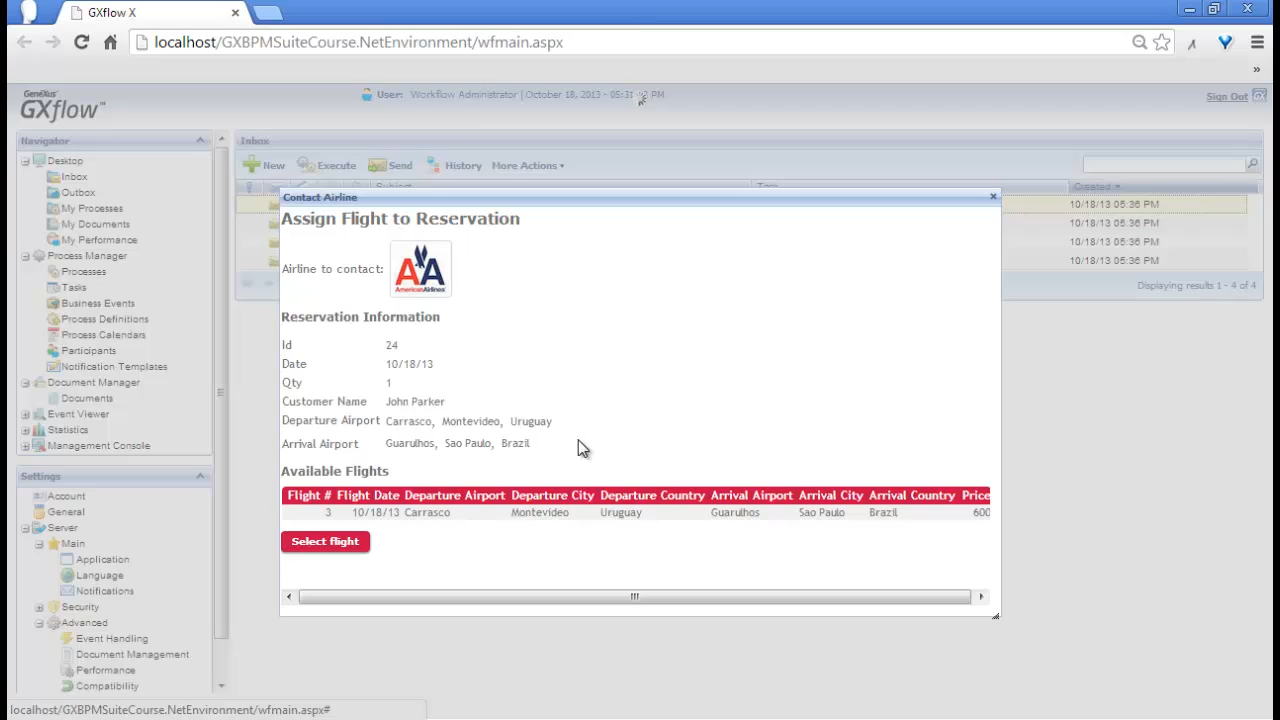 GXflow X
localhost/GXBPMSuiteCourse.NetEnvironment/wfmain.aspx
»
GeneXus
GXflow™
User: Workflow Administrator | October 18, 2013 - 05:31 PM
Sign Out
Navigator
Desktop
Inbox
Outbox
My Processes
My Documents
My Performance
Process Manager
Processes
Tasks
Business Events
Process Definitions
Process Calendars
Participants
Notification Templates
Document Manager
Documents
Event Viewer
Statistics
Management Console
Settings
Account
General
Server
Main
Application
Language
Notifications
Security
Advanced
Event Handling
Document Management
Performance
Compatibility
Inbox
New Execute Send History More Actions
Subject Task Created
10/18/13 05:36 PM
10/18/13 05:36 PM
10/18/13 05:36 PM
10/18/13 05:36 PM
Displaying results 1 - 4 of 4
Contact Airline
Assign Flight to Reservation
Airline to contact:
AA
AmericanAirlines
Reservation Information
Id 24
Date 10/18/13
Qty 1
Customer Name John Parker
Departure Airport Carrasco, Montevideo, Uruguay
Arrival Airport Guarulhos, Sao Paulo, Brazil
Available Flights
Flight # Flight Date Departure Airport Departure City Departure Country Arrival Airport Arrival City Arrival Country Price
3 10/18/13 Carrasco Montevideo Uruguay Guarulhos Sao Paulo Brazil 600
Select flight
localhost/GXBPMSuiteCourse.NetEnvironment/wfmain.aspx#